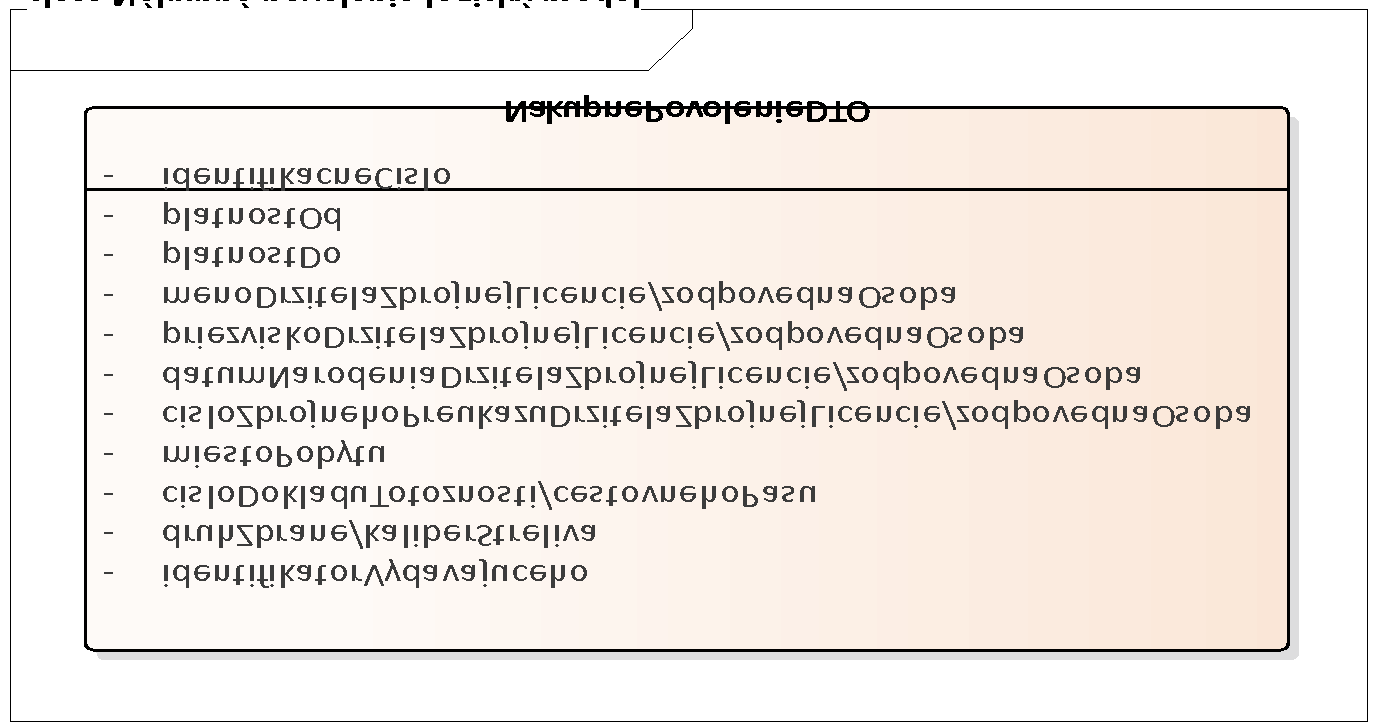 NakupnePovolenieDTO
- identifikacneCislo
- platnostOd
- platnostDo
- menoDrzitelaZbrojnejLicencie/zodpovednaOsoba
- priezviskoDrzitelaZbrojnejLicencie/zodpovednaOsoba
- datumNarodeniaDrzitelaZbrojnejLicencie/zodpovednaOsoba
- cisloZbrojnehoPreukazuDrzitelaZbrojnejLicencie/zodpovednaOsoba
- miestoPobytu
- cisloDokladuTotoznosti/cestovnehoPasu
- druhZbrane/kaliberStreliva
- identifikatorVydavajuceho